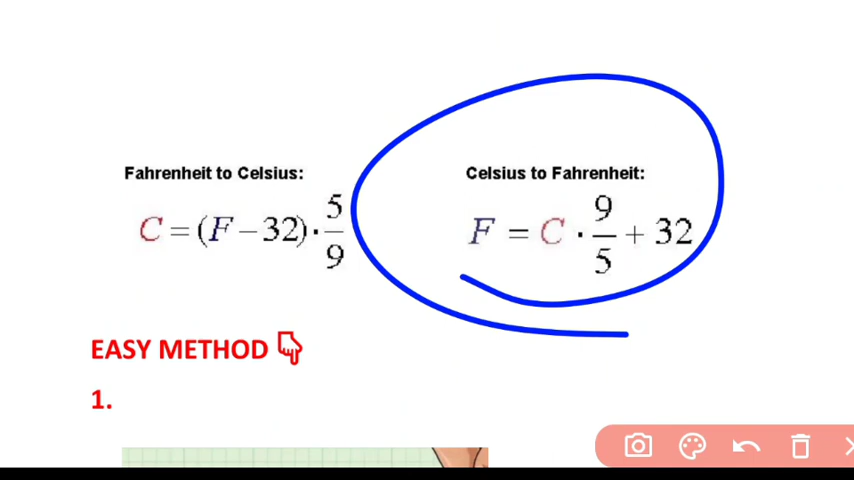 Fahrenheit to Celsius:
C = (F − 32) · 5/9
Celsius to Fahrenheit:
F = C · 9/5 + 32
EASY METHOD
1.